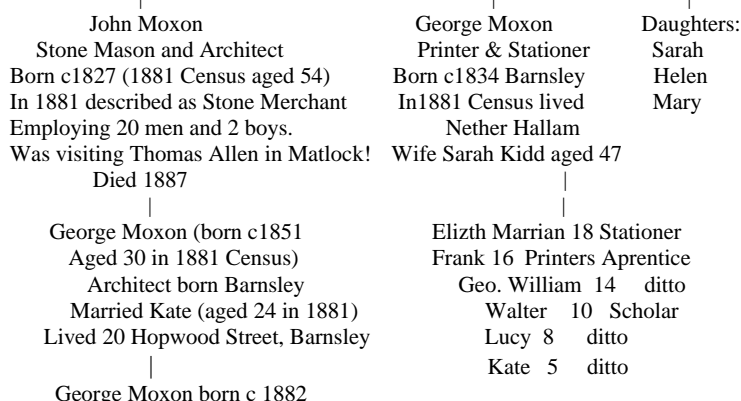 John Moxon George Moxon Daughters:
Stone Mason and Architect Printer & Stationer Sarah
Born c1827 (1881 Census aged 54) Born c1834 Barnsley Helen
In 1881 described as Stone Merchant In1881 Census lived Mary
Employing 20 men and 2 boys. Nether Hallam
Was visiting Thomas Allen in Matlock! Wife Sarah Kidd aged 47
Died 1887
George Moxon (born c1851 Elizth Marrian 18 Stationer
Aged 30 in 1881 Census) Frank 16 Printers Aprentice
Architect born Barnsley Geo. William 14 ditto
Married Kate (aged 24 in 1881) Walter 10 Scholar
Lived 20 Hopwood Street, Barnsley Lucy 8 ditto
Kate 5 ditto
George Moxon born c 1882